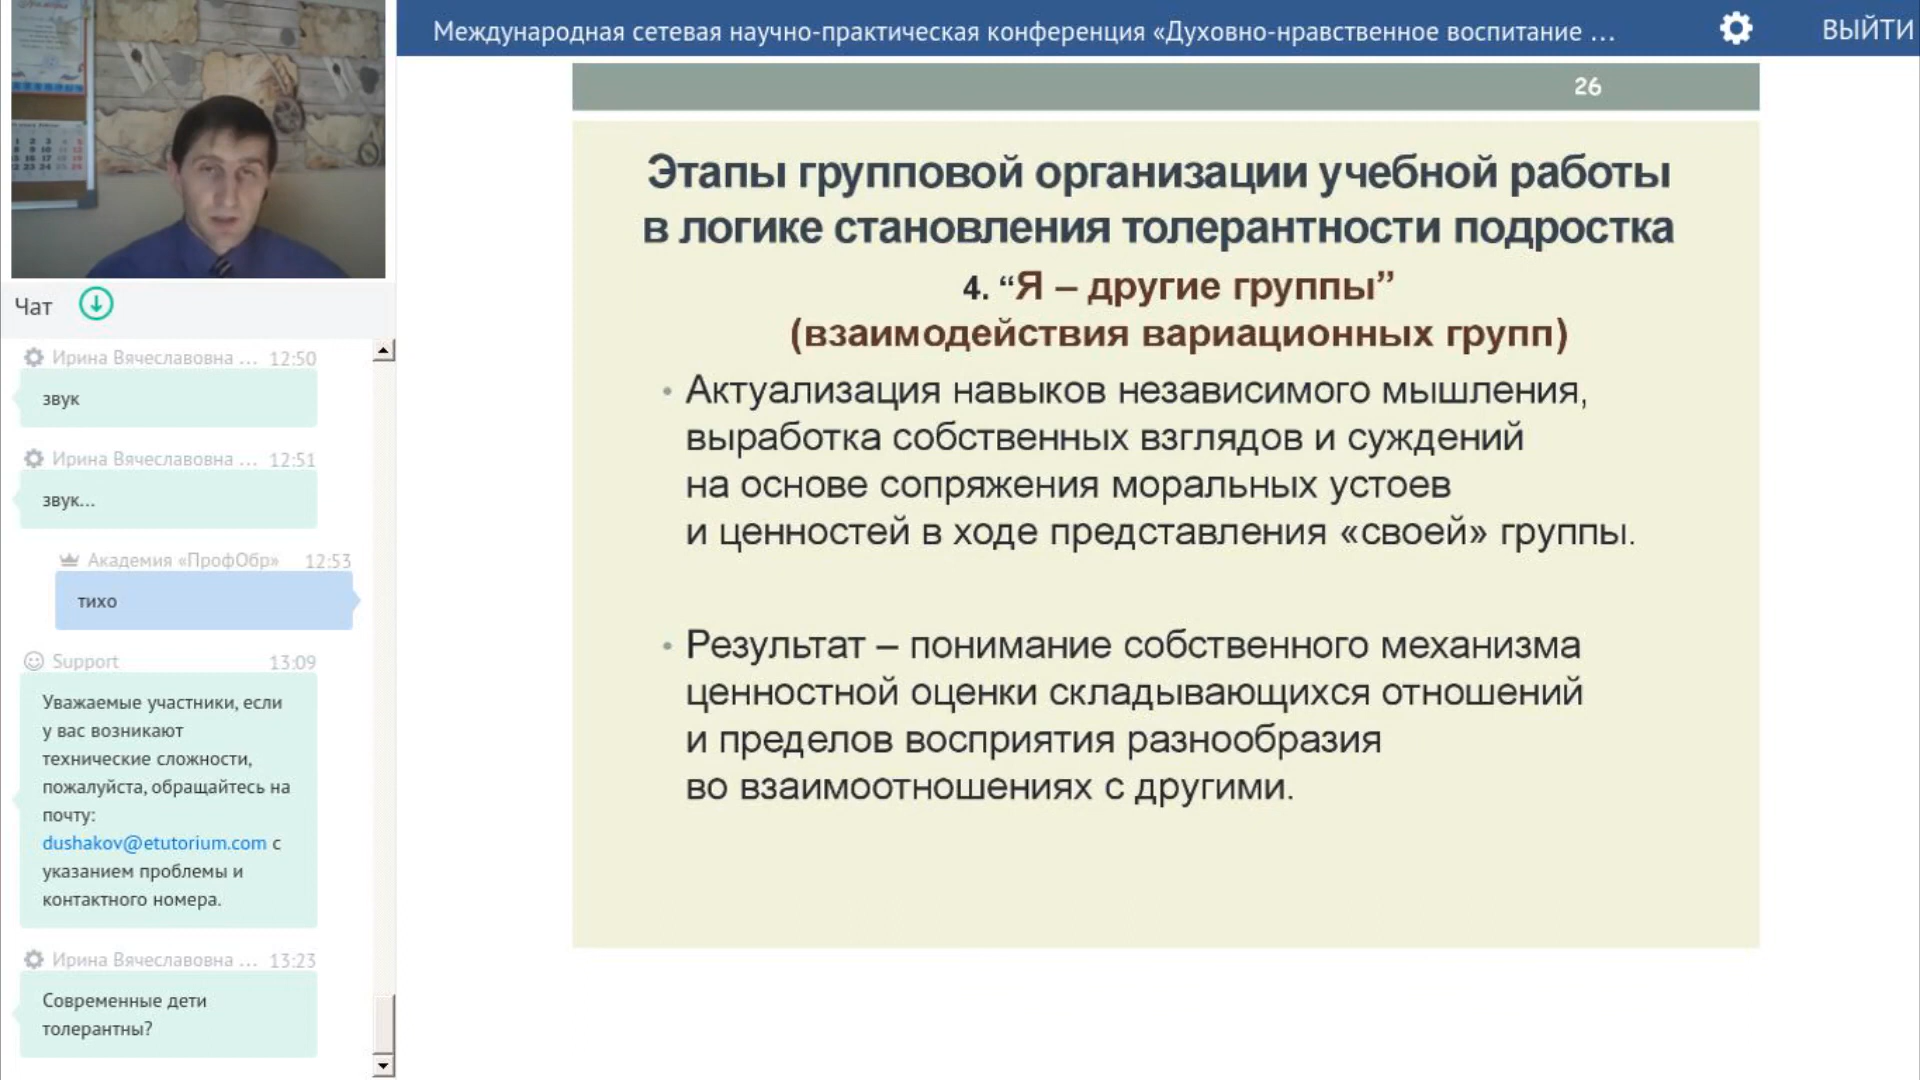 Международная сетевая научно-практическая конференция «Духовно-нравственное воспитание ...
ВЫЙТИ
Чат
Ирина Вячеславовна ... 12:50
звук
Ирина Вячеславовна ... 12:51
звук...
Академия «ПрофОбр» 12:53
тихо
Support 13:09
Уважаемые участники, если
у вас возникают
технические сложности,
пожалуйста, обращайтесь на
почту:
dushakov@etutorium.com с
указанием проблемы и
контактного номера.
Ирина Вячеславовна ... 13:23
Современные дети
толерантны?
26
Этапы групповой организации учебной работы
в логике становления толерантности подростка
4. “Я – другие группы”
(взаимодействия вариационных групп)
• Актуализация навыков независимого мышления,
выработка собственных взглядов и суждений
на основе сопряжения моральных устоев
и ценностей в ходе представления «своей» группы.
• Результат – понимание собственного механизма
ценностной оценки складывающихся отношений
и пределов восприятия разнообразия
во взаимоотношениях с другими.